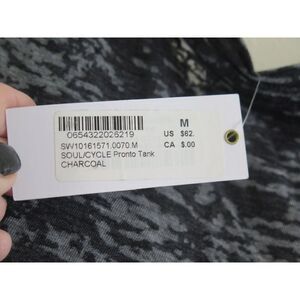 M
0654322026219
US $62.
SW10161571.0070.M
CA $.00
SOUL/CYCLE Pronto Tank
CHARCOAL